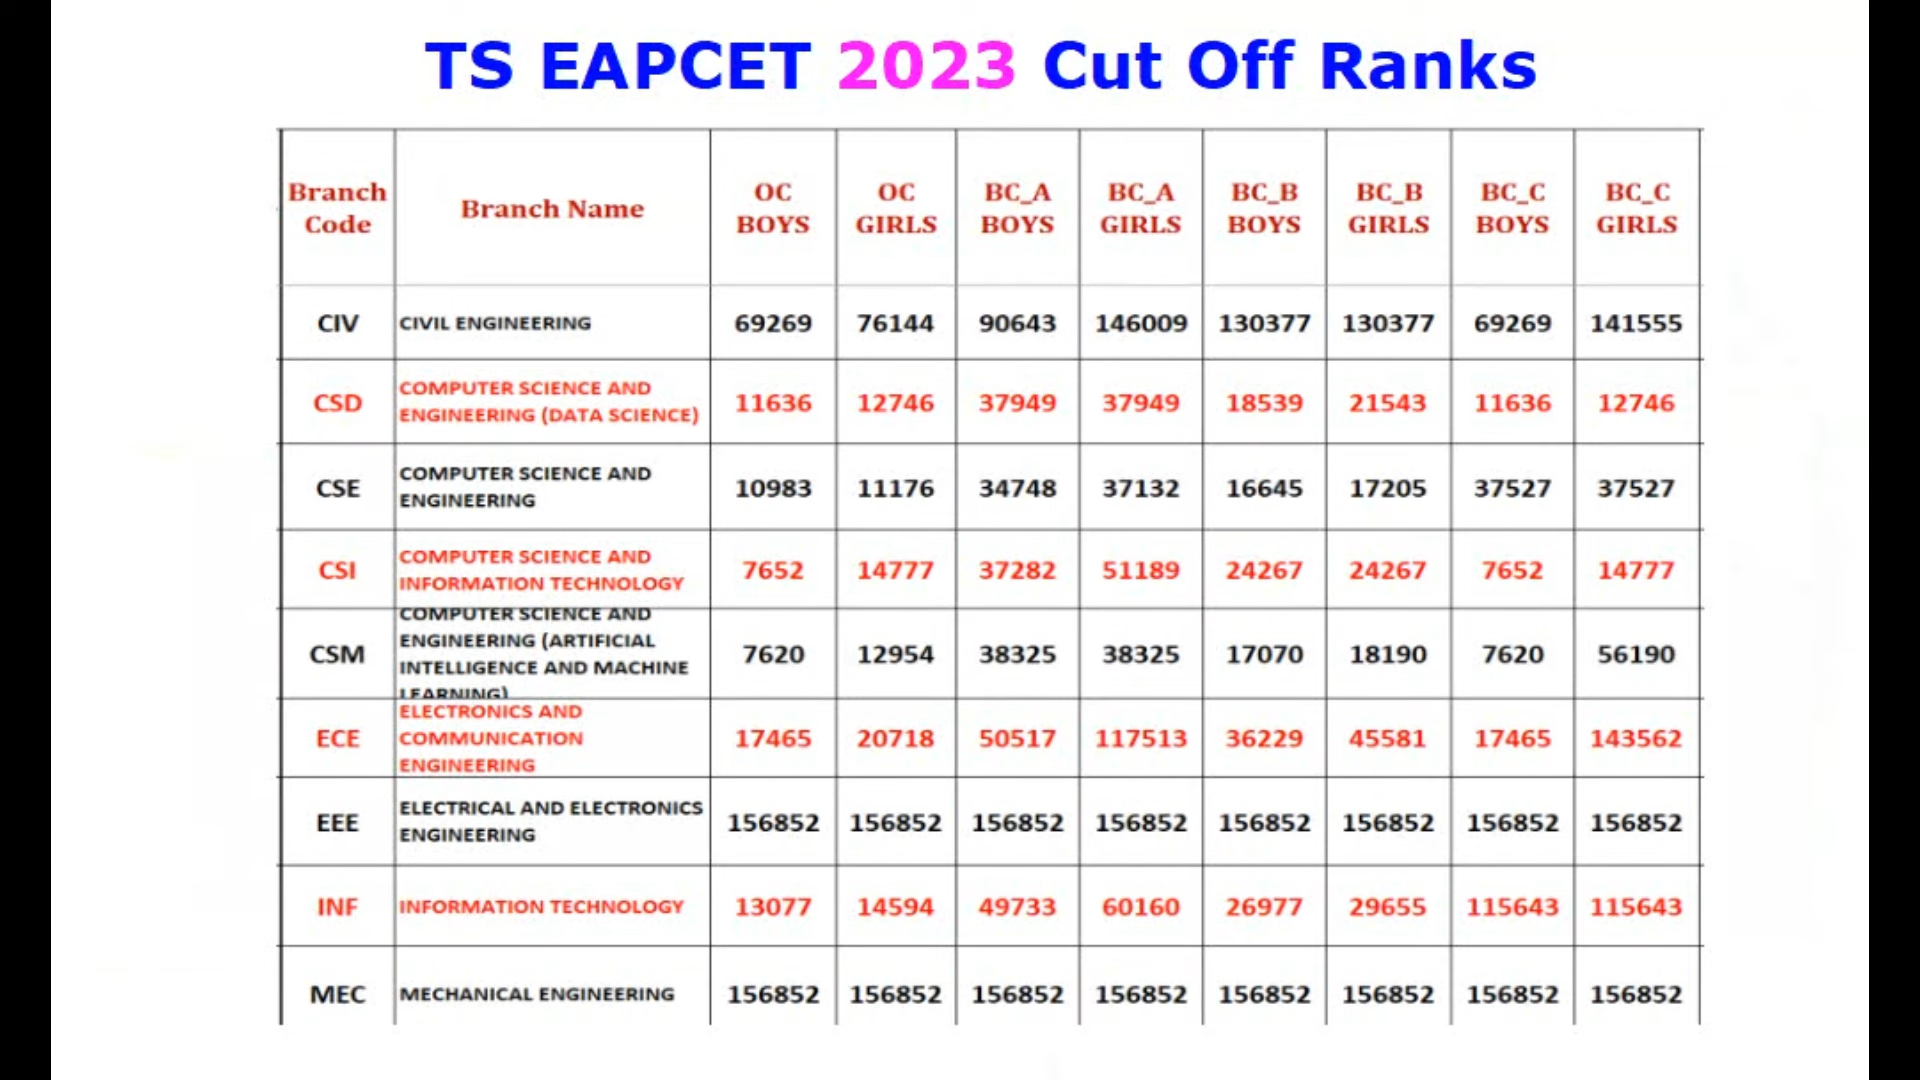 TS EAPCET 2023 Cut Off Ranks
Branch Code Branch Name OC BOYS OC GIRLS BC_A BOYS BC_A GIRLS BC_B BOYS BC_B GIRLS BC_C BOYS BC_C GIRLS
CIV CIVIL ENGINEERING 69269 76144 90643 146009 130377 130377 69269 141555
CSD COMPUTER SCIENCE AND ENGINEERING (DATA SCIENCE) 11636 12746 37949 37949 18539 21543 11636 12746
CSE COMPUTER SCIENCE AND ENGINEERING 10983 11176 34748 37132 16645 17205 37527 37527
CSI COMPUTER SCIENCE AND INFORMATION TECHNOLOGY 7652 14777 37282 51189 24267 24267 7652 14777
CSM COMPUTER SCIENCE AND ENGINEERING (ARTIFICIAL INTELLIGENCE AND MACHINE LEARNING) 7620 12954 38325 38325 17070 18190 7620 56190
ECE ELECTRONICS AND COMMUNICATION ENGINEERING 17465 20718 50517 117513 36229 45581 17465 143562
EEE ELECTRICAL AND ELECTRONICS ENGINEERING 156852 156852 156852 156852 156852 156852 156852 156852
INF INFORMATION TECHNOLOGY 13077 14594 49733 60160 26977 29655 115643 115643
MEC MECHANICAL ENGINEERING 156852 156852 156852 156852 156852 156852 156852 156852